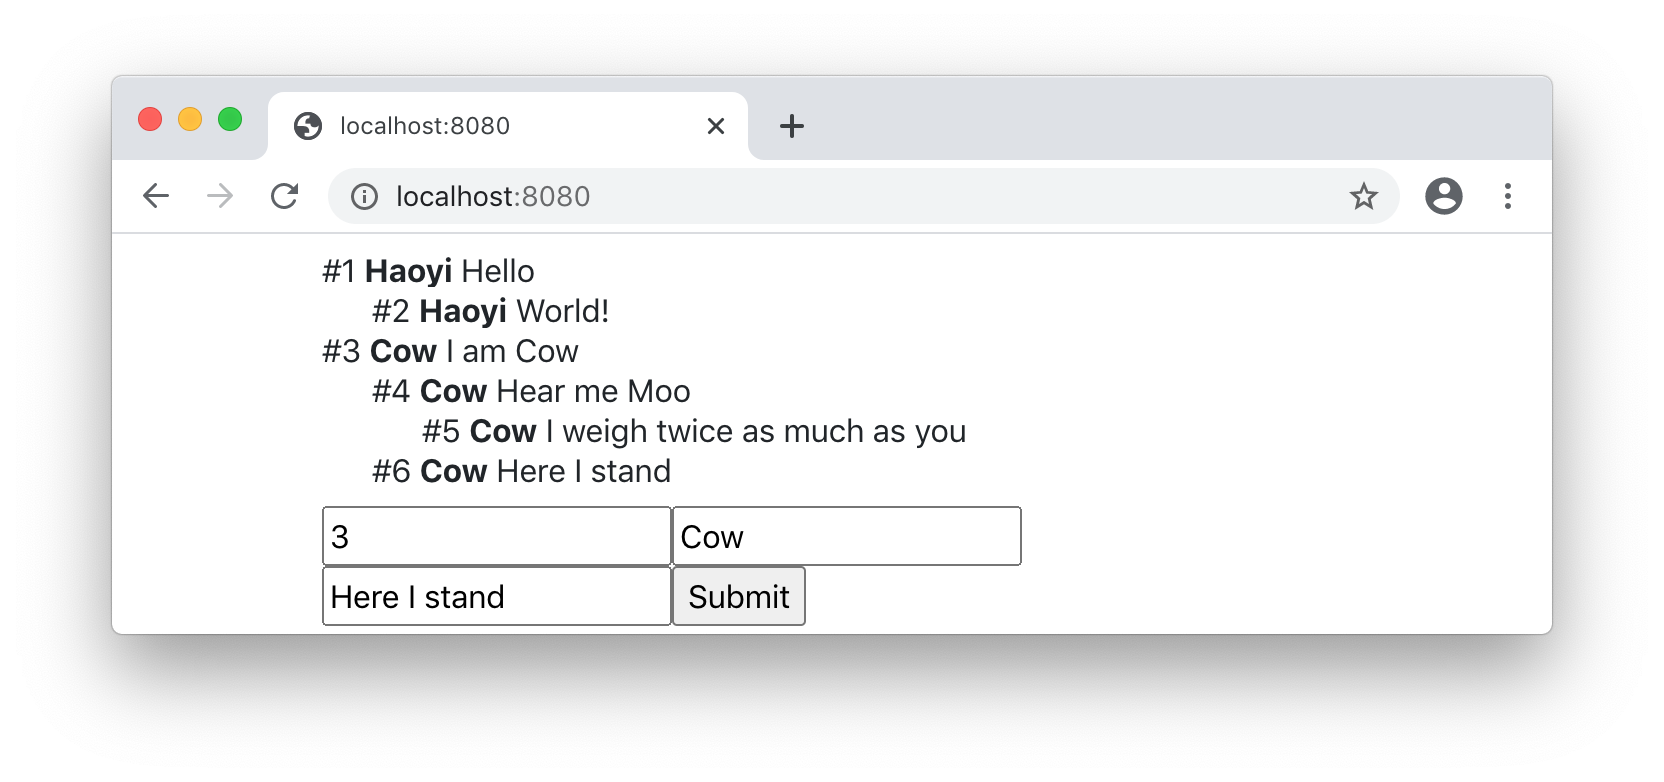 localhost:8080
localhost:8080
#1 Haoyi Hello
#2 Haoyi World!
#3 Cow I am Cow
#4 Cow Hear me Moo
#5 Cow I weigh twice as much as you
#6 Cow Here I stand
3 Cow
Here I stand Submit